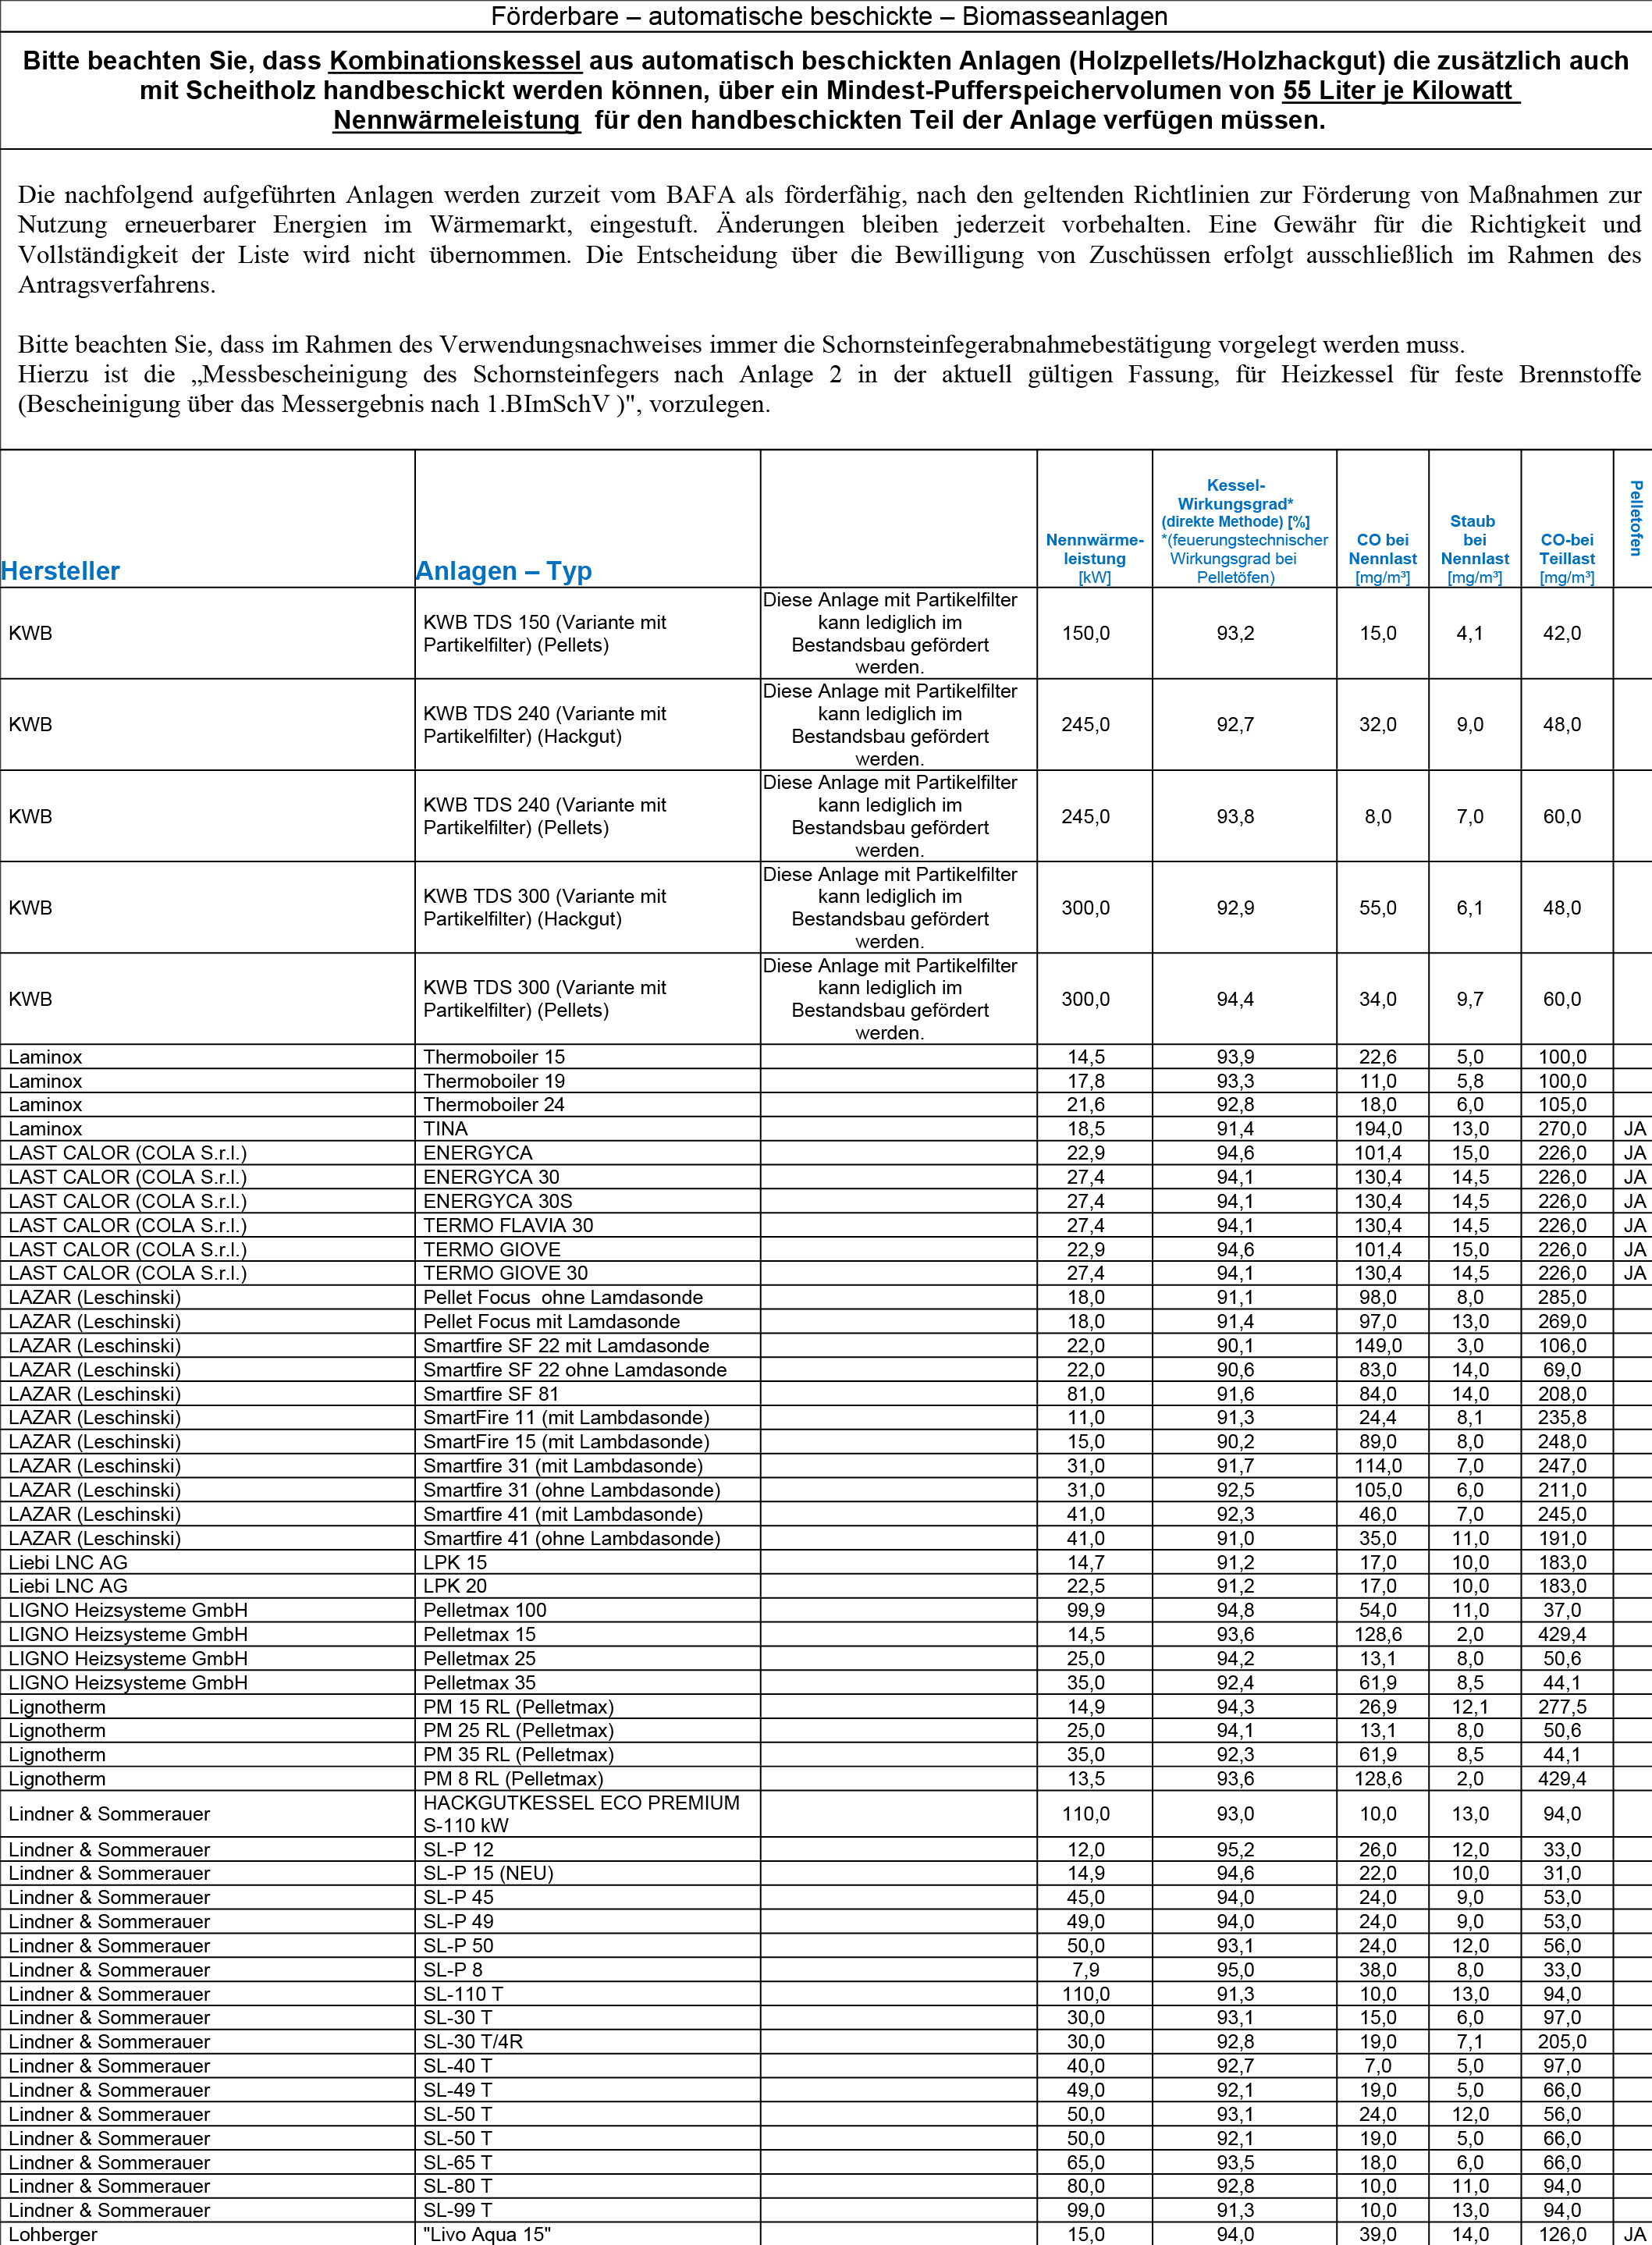 Förderbare – automatische beschickte – Biomasseanlagen
Bitte beachten Sie, dass Kombinationskessel aus automatisch beschickten Anlagen (Holzpellets/Holzhackgut) die zusätzlich auch
mit Scheitholz handbeschickt werden können, über ein Mindest-Pufferspeichervolumen von 55 Liter je Kilowatt
Nennwärmeleistung für den handbeschickten Teil der Anlage verfügen müssen.
Die nachfolgend aufgeführten Anlagen werden zurzeit vom BAFA als förderfähig, nach den geltenden Richtlinien zur Förderung von Maßnahmen zur
Nutzung erneuerbarer Energien im Wärmemarkt, eingestuft. Änderungen bleiben jederzeit vorbehalten. Eine Gewähr für die Richtigkeit und
Vollständigkeit der Liste wird nicht übernommen. Die Entscheidung über die Bewilligung von Zuschüssen erfolgt ausschließlich im Rahmen des
Antragsverfahrens.
Bitte beachten Sie, dass im Rahmen des Verwendungsnachweises immer die Schornsteinfegerabnahmebestätigung vorgelegt werden muss.
Hierzu ist die „Messbescheinigung des Schornsteinfegers nach Anlage 2 in der aktuell gültigen Fassung, für Heizkessel für feste Brennstoffe
(Bescheinigung über das Messergebnis nach 1.BImSchV )", vorzulegen.
Hersteller
Anlagen – Typ
Nennwärme-
leistung
[kW]
Kessel-
Wirkungsgrad*
(direkte Methode) [%]
*(feuerungstechnischer
Wirkungsgrad bei
Pelletöfen)
CO bei
Nennlast
[mg/m³]
Staub
bei
Nennlast
[mg/m³]
CO-bei
Teillast
[mg/m³]
Pelletofen
KWB
KWB TDS 150 (Variante mit
Partikelfilter) (Pellets)
Diese Anlage mit Partikelfilter
kann lediglich im
Bestandsbau gefördert
werden.
150,0 93,2 15,0 4,1 42,0
KWB
KWB TDS 240 (Variante mit
Partikelfilter) (Hackgut)
Diese Anlage mit Partikelfilter
kann lediglich im
Bestandsbau gefördert
werden.
245,0 92,7 32,0 9,0 48,0
KWB
KWB TDS 240 (Variante mit
Partikelfilter) (Pellets)
Diese Anlage mit Partikelfilter
kann lediglich im
Bestandsbau gefördert
werden.
245,0 93,8 8,0 7,0 60,0
KWB
KWB TDS 300 (Variante mit
Partikelfilter) (Hackgut)
Diese Anlage mit Partikelfilter
kann lediglich im
Bestandsbau gefördert
werden.
300,0 92,9 55,0 6,1 48,0
KWB
KWB TDS 300 (Variante mit
Partikelfilter) (Pellets)
Diese Anlage mit Partikelfilter
kann lediglich im
Bestandsbau gefördert
werden.
300,0 94,4 34,0 9,7 60,0
Laminox Thermoboiler 15 14,5 93,9 22,6 5,0 100,0
Laminox Thermoboiler 19 17,8 93,3 11,0 5,8 100,0
Laminox Thermoboiler 24 21,6 92,8 18,0 6,0 105,0
Laminox TINA 18,5 91,4 194,0 13,0 270,0 JA
LAST CALOR (COLA S.r.l.) ENERGYCA 22,9 94,6 101,4 15,0 226,0 JA
LAST CALOR (COLA S.r.l.) ENERGYCA 30 27,4 94,1 130,4 14,5 226,0 JA
LAST CALOR (COLA S.r.l.) ENERGYCA 30S 27,4 94,1 130,4 14,5 226,0 JA
LAST CALOR (COLA S.r.l.) TERMO FLAVIA 30 27,4 94,1 130,4 14,5 226,0 JA
LAST CALOR (COLA S.r.l.) TERMO GIOVE 22,9 94,6 101,4 15,0 226,0 JA
LAST CALOR (COLA S.r.l.) TERMO GIOVE 30 27,4 94,1 130,4 14,5 226,0 JA
LAZAR (Leschinski) Pellet Focus  ohne Lamdasonde 18,0 91,1 98,0 8,0 285,0
LAZAR (Leschinski) Pellet Focus mit Lamdasonde 18,0 91,4 97,0 13,0 269,0
LAZAR (Leschinski) Smartfire SF 22 mit Lamdasonde 22,0 90,1 149,0 3,0 106,0
LAZAR (Leschinski) Smartfire SF 22 ohne Lamdasonde 22,0 90,6 83,0 14,0 69,0
LAZAR (Leschinski) Smartfire SF 81 81,0 91,6 84,0 14,0 208,0
LAZAR (Leschinski) SmartFire 11 (mit Lambdasonde) 11,0 91,3 24,4 8,1 235,8
LAZAR (Leschinski) SmartFire 15 (mit Lambdasonde) 15,0 90,2 89,0 8,0 248,0
LAZAR (Leschinski) Smartfire 31 (mit Lambdasonde) 31,0 91,7 114,0 7,0 247,0
LAZAR (Leschinski) Smartfire 31 (ohne Lambdasonde) 31,0 92,5 105,0 6,0 211,0
LAZAR (Leschinski) Smartfire 41 (mit Lambdasonde) 41,0 92,3 46,0 7,0 245,0
LAZAR (Leschinski) Smartfire 41 (ohne Lambdasonde) 41,0 91,0 35,0 11,0 191,0
Liebi LNC AG LPK 15 14,7 91,2 17,0 10,0 183,0
Liebi LNC AG LPK 20 22,5 91,2 17,0 10,0 183,0
LIGNO Heizsysteme GmbH Pelletmax 100 99,9 94,8 54,0 11,0 37,0
LIGNO Heizsysteme GmbH Pelletmax 15 14,5 93,6 128,6 2,0 429,4
LIGNO Heizsysteme GmbH Pelletmax 25 25,0 94,2 13,1 8,0 50,6
LIGNO Heizsysteme GmbH Pelletmax 35 35,0 92,4 61,9 8,5 44,1
Lignotherm PM 15 RL (Pelletmax) 14,9 94,3 26,9 12,1 277,5
Lignotherm PM 25 RL (Pelletmax) 25,0 94,1 13,1 8,0 50,6
Lignotherm PM 35 RL (Pelletmax) 35,0 92,3 61,9 8,5 44,1
Lignotherm PM 8 RL (Pelletmax) 13,5 93,6 128,6 2,0 429,4
Lindner & Sommerauer
HACKGUTKESSEL ECO PREMIUM
S-110 kW
110,0 93,0 10,0 13,0 94,0
Lindner & Sommerauer SL-P 12 12,0 95,2 26,0 12,0 33,0
Lindner & Sommerauer SL-P 15 (NEU) 14,9 94,6 22,0 10,0 31,0
Lindner & Sommerauer SL-P 45 45,0 94,0 24,0 9,0 53,0
Lindner & Sommerauer SL-P 49 49,0 94,0 24,0 9,0 53,0
Lindner & Sommerauer SL-P 50 50,0 93,1 24,0 12,0 56,0
Lindner & Sommerauer SL-P 8 7,9 95,0 38,0 8,0 33,0
Lindner & Sommerauer SL-110 T 110,0 91,3 10,0 13,0 94,0
Lindner & Sommerauer SL-30 T 30,0 93,1 15,0 6,0 97,0
Lindner & Sommerauer SL-30 T/4R 30,0 92,8 19,0 7,1 205,0
Lindner & Sommerauer SL-40 T 40,0 92,7 7,0 5,0 97,0
Lindner & Sommerauer SL-49 T 49,0 92,1 19,0 5,0 66,0
Lindner & Sommerauer SL-50 T 50,0 93,1 24,0 12,0 56,0
Lindner & Sommerauer SL-50 T 50,0 92,1 19,0 5,0 66,0
Lindner & Sommerauer SL-65 T 65,0 93,5 18,0 6,0 66,0
Lindner & Sommerauer SL-80 T 80,0 92,8 10,0 11,0 94,0
Lindner & Sommerauer SL-99 T 99,0 91,3 10,0 13,0 94,0
Lohberger "Livo Aqua 15" 15,0 94,0 39,0 14,0 126,0 JA